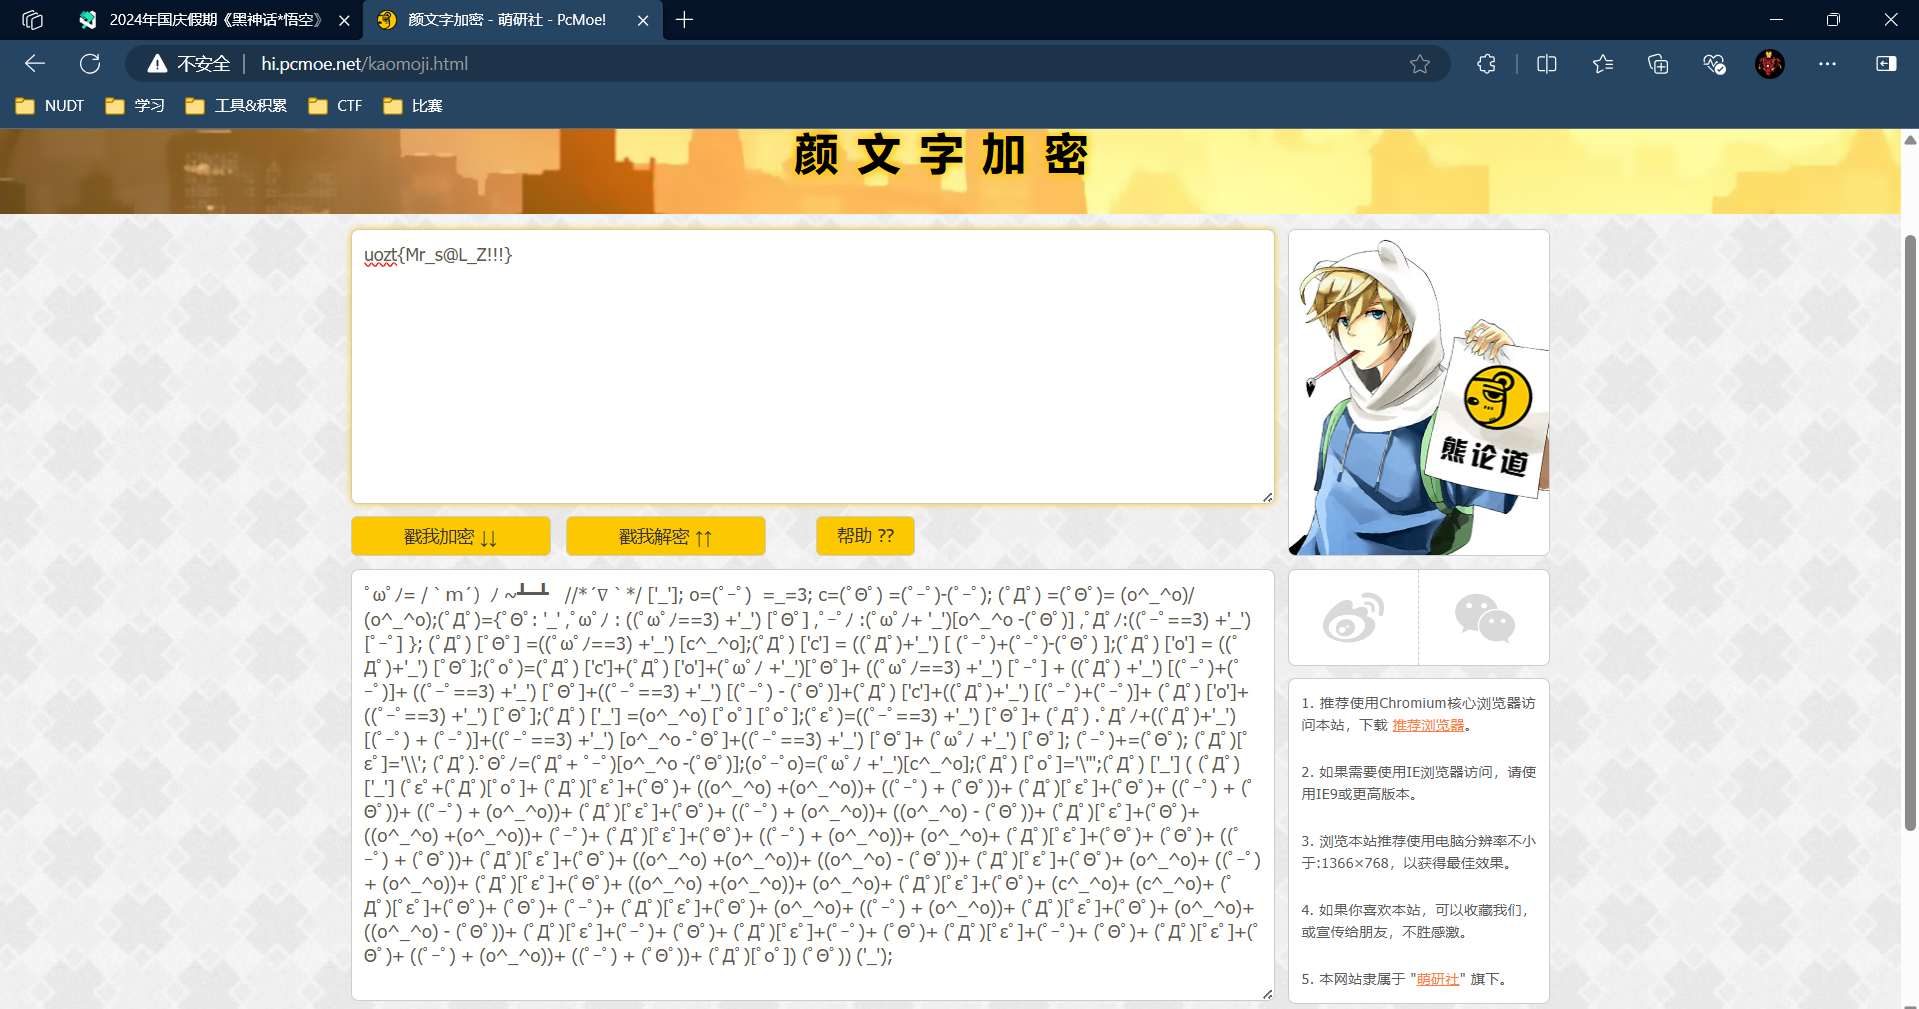 2024年国庆假期《黑神话*悟空》
颜文字加密 - 萌研社 - PcMoe!
不安全 hi.pcmoe.net/kaomoji.html
NUDT 学习 工具&积累 CTF 比赛
颜文字加密
uozt{Mr_s@L_Z!!!}
熊论道
戳我加密 ↓↓ 戳我解密 ↑↑ 帮助 ??
ﾟωﾟﾉ= /｀ｍ´）ﾉ ~┻━┻   //*´∇｀*/ ['_']; o=(ﾟｰﾟ)  =_=3; c=(ﾟΘﾟ) =(ﾟｰﾟ)-(ﾟｰﾟ); (ﾟДﾟ) =(ﾟΘﾟ)= (o^_^o)/
(o^_^o);(ﾟДﾟ)={ﾟΘﾟ: '_' ,ﾟωﾟﾉ : ((ﾟωﾟﾉ==3) +'_') [ﾟΘﾟ] ,ﾟｰﾟﾉ :(ﾟωﾟﾉ+ '_')[o^_^o -(ﾟΘﾟ)] ,ﾟДﾟﾉ:((ﾟｰﾟ==3) +'_')
[ﾟｰﾟ] }; (ﾟДﾟ) [ﾟΘﾟ] =((ﾟωﾟﾉ==3) +'_') [c^_^o];(ﾟДﾟ) ['c'] = ((ﾟДﾟ)+'_') [ (ﾟｰﾟ)+(ﾟｰﾟ)-(ﾟΘﾟ) ];(ﾟДﾟ) ['o'] = ((ﾟ
Дﾟ)+'_') [ﾟΘﾟ];(ﾟoﾟ)=(ﾟДﾟ) ['c']+(ﾟДﾟ) ['o']+(ﾟωﾟﾉ +'_')[ﾟΘﾟ]+ ((ﾟωﾟﾉ==3) +'_') [ﾟｰﾟ] + ((ﾟДﾟ) +'_') [(ﾟｰﾟ)+(ﾟ
ｰﾟ)]+ ((ﾟｰﾟ==3) +'_') [ﾟΘﾟ]+((ﾟｰﾟ==3) +'_') [(ﾟｰﾟ) - (ﾟΘﾟ)]+(ﾟДﾟ) ['c']+((ﾟДﾟ)+'_') [(ﾟｰﾟ)+(ﾟｰﾟ)]+ (ﾟДﾟ) ['o']+
((ﾟｰﾟ==3) +'_') [ﾟΘﾟ];(ﾟДﾟ) ['_'] =(o^_^o) [ﾟoﾟ] [ﾟoﾟ];(ﾟεﾟ)=((ﾟｰﾟ==3) +'_') [ﾟΘﾟ]+ (ﾟДﾟ) .ﾟДﾟﾉ+((ﾟДﾟ)+'_')
[(ﾟｰﾟ) + (ﾟｰﾟ)]+((ﾟｰﾟ==3) +'_') [o^_^o -ﾟΘﾟ]+((ﾟｰﾟ==3) +'_') [ﾟΘﾟ]+ (ﾟωﾟﾉ +'_') [ﾟΘﾟ]; (ﾟｰﾟ)+=(ﾟΘﾟ); (ﾟДﾟ)[ﾟ
εﾟ]='\\'; (ﾟДﾟ).ﾟΘﾟﾉ=(ﾟДﾟ+ ﾟｰﾟ)[o^_^o -(ﾟΘﾟ)];(oﾟｰﾟo)=(ﾟωﾟﾉ +'_')[c^_^o];(ﾟДﾟ) [ﾟoﾟ]='\"';(ﾟДﾟ) ['_'] ( (ﾟДﾟ)
['_'] (ﾟεﾟ+(ﾟДﾟ)[ﾟoﾟ]+ (ﾟДﾟ)[ﾟεﾟ]+(ﾟΘﾟ)+ ((o^_^o) +(o^_^o))+ ((ﾟｰﾟ) + (ﾟΘﾟ))+ (ﾟДﾟ)[ﾟεﾟ]+(ﾟΘﾟ)+ ((ﾟｰﾟ) + (ﾟ
Θﾟ))+ ((ﾟｰﾟ) + (o^_^o))+ (ﾟДﾟ)[ﾟεﾟ]+(ﾟΘﾟ)+ ((ﾟｰﾟ) + (o^_^o))+ ((o^_^o) - (ﾟΘﾟ))+ (ﾟДﾟ)[ﾟεﾟ]+(ﾟΘﾟ)+
((o^_^o) +(o^_^o))+ (ﾟｰﾟ)+ (ﾟДﾟ)[ﾟεﾟ]+(ﾟΘﾟ)+ ((ﾟｰﾟ) + (o^_^o))+ (o^_^o)+ (ﾟДﾟ)[ﾟεﾟ]+(ﾟΘﾟ)+ (ﾟΘﾟ)+ ((ﾟ
ｰﾟ) + (ﾟΘﾟ))+ (ﾟДﾟ)[ﾟεﾟ]+(ﾟΘﾟ)+ ((o^_^o) +(o^_^o))+ ((o^_^o) - (ﾟΘﾟ))+ (ﾟДﾟ)[ﾟεﾟ]+(ﾟΘﾟ)+ (o^_^o)+ ((ﾟｰﾟ)
+ (o^_^o))+ (ﾟДﾟ)[ﾟεﾟ]+(ﾟΘﾟ)+ ((o^_^o) +(o^_^o))+ (o^_^o)+ (ﾟДﾟ)[ﾟεﾟ]+(ﾟΘﾟ)+ (c^_^o)+ (c^_^o)+ (ﾟ
Дﾟ)[ﾟεﾟ]+(ﾟΘﾟ)+ (ﾟΘﾟ)+ (ﾟｰﾟ)+ (ﾟДﾟ)[ﾟεﾟ]+(ﾟΘﾟ)+ (o^_^o)+ ((ﾟｰﾟ) + (o^_^o))+ (ﾟДﾟ)[ﾟεﾟ]+(ﾟΘﾟ)+ (o^_^o)+
((o^_^o) - (ﾟΘﾟ))+ (ﾟДﾟ)[ﾟεﾟ]+(ﾟｰﾟ)+ (ﾟΘﾟ)+ (ﾟДﾟ)[ﾟεﾟ]+(ﾟｰﾟ)+ (ﾟΘﾟ)+ (ﾟДﾟ)[ﾟεﾟ]+(ﾟｰﾟ)+ (ﾟΘﾟ)+ (ﾟДﾟ)[ﾟεﾟ]+(ﾟ
Θﾟ)+ ((ﾟｰﾟ) + (o^_^o))+ ((ﾟｰﾟ) + (ﾟΘﾟ))+ (ﾟДﾟ)[ﾟoﾟ]) (ﾟΘﾟ)) ('_');
1. 推荐使用Chromium核心浏览器访
问本站，下载 推荐浏览器。
2. 如果需要使用IE浏览器访问，请使
用IE9或更高版本。
3. 浏览本站推荐使用电脑分辨率不小
于:1366×768，以获得最佳效果。
4. 如果你喜欢本站，可以收藏我们，
或宣传给朋友，不胜感激。
5. 本网站隶属于 "萌研社" 旗下。